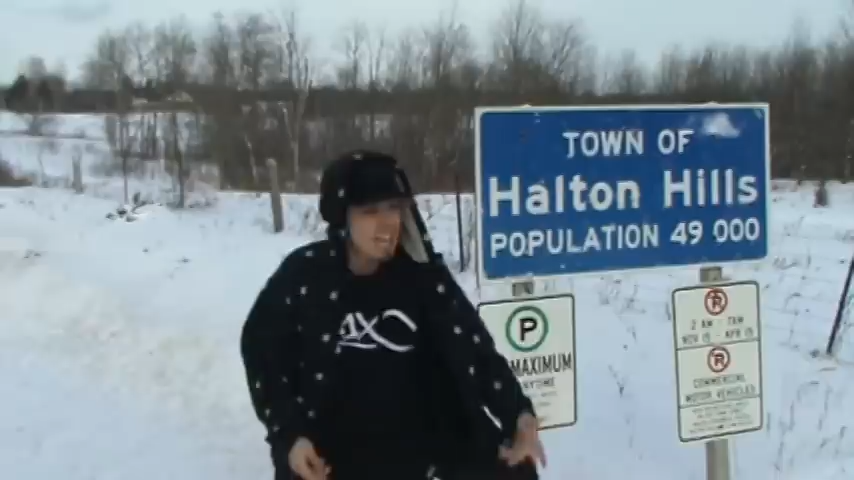 TOWN OF
Halton Hills
POPULATION 49 000
P
MAXIMUM
P
2 AM - 7AM
NOV 15 - APR 15
P
COMMERCIAL
MOTOR VEHICLES